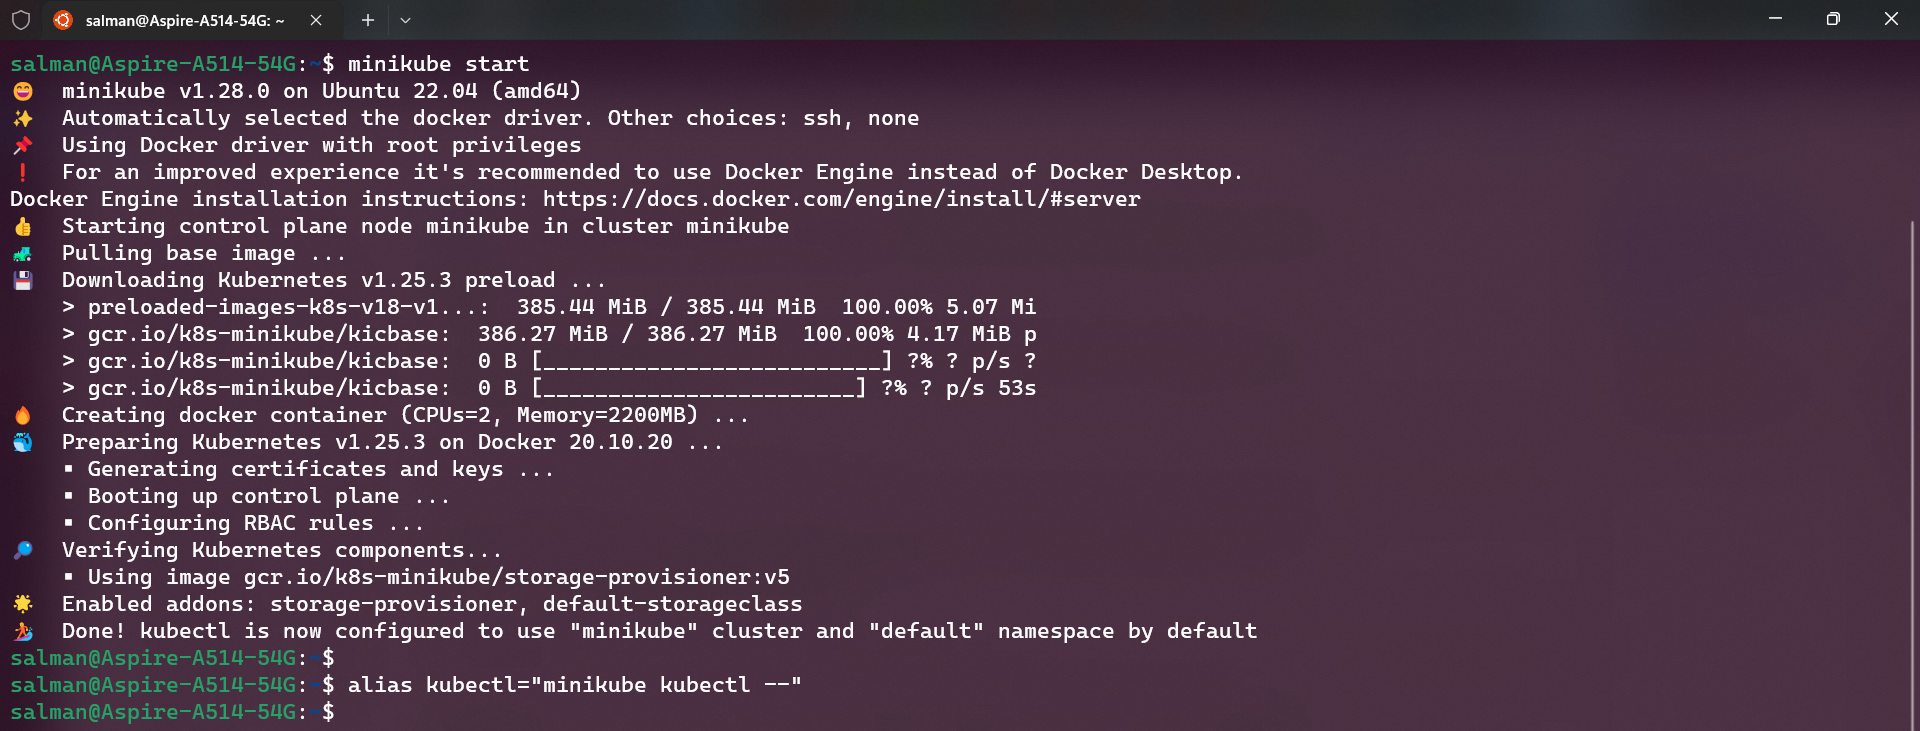 salman@Aspire-A514-54G: ~
salman@Aspire-A514-54G:~$ minikube start
😄  minikube v1.28.0 on Ubuntu 22.04 (amd64)
✨  Automatically selected the docker driver. Other choices: ssh, none
📌  Using Docker driver with root privileges
❗  For an improved experience it's recommended to use Docker Engine instead of Docker Desktop.
Docker Engine installation instructions: https://docs.docker.com/engine/install/#server
👍  Starting control plane node minikube in cluster minikube
🚜  Pulling base image ...
💾  Downloading Kubernetes v1.25.3 preload ...
    > preloaded-images-k8s-v18-v1...:  385.44 MiB / 385.44 MiB  100.00% 5.07 Mi
    > gcr.io/k8s-minikube/kicbase:  386.27 MiB / 386.27 MiB  100.00% 4.17 MiB p
    > gcr.io/k8s-minikube/kicbase:  0 B [__________________________] ?% ? p/s ?
    > gcr.io/k8s-minikube/kicbase:  0 B [________________________] ?% ? p/s 53s
🔥  Creating docker container (CPUs=2, Memory=2200MB) ...
🐳  Preparing Kubernetes v1.25.3 on Docker 20.10.20 ...
    ▪ Generating certificates and keys ...
    ▪ Booting up control plane ...
    ▪ Configuring RBAC rules ...
🔎  Verifying Kubernetes components...
    ▪ Using image gcr.io/k8s-minikube/storage-provisioner:v5
🌟  Enabled addons: storage-provisioner, default-storageclass
🏄  Done! kubectl is now configured to use "minikube" cluster and "default" namespace by default
salman@Aspire-A514-54G:~$
salman@Aspire-A514-54G:~$ alias kubectl="minikube kubectl --"
salman@Aspire-A514-54G:~$